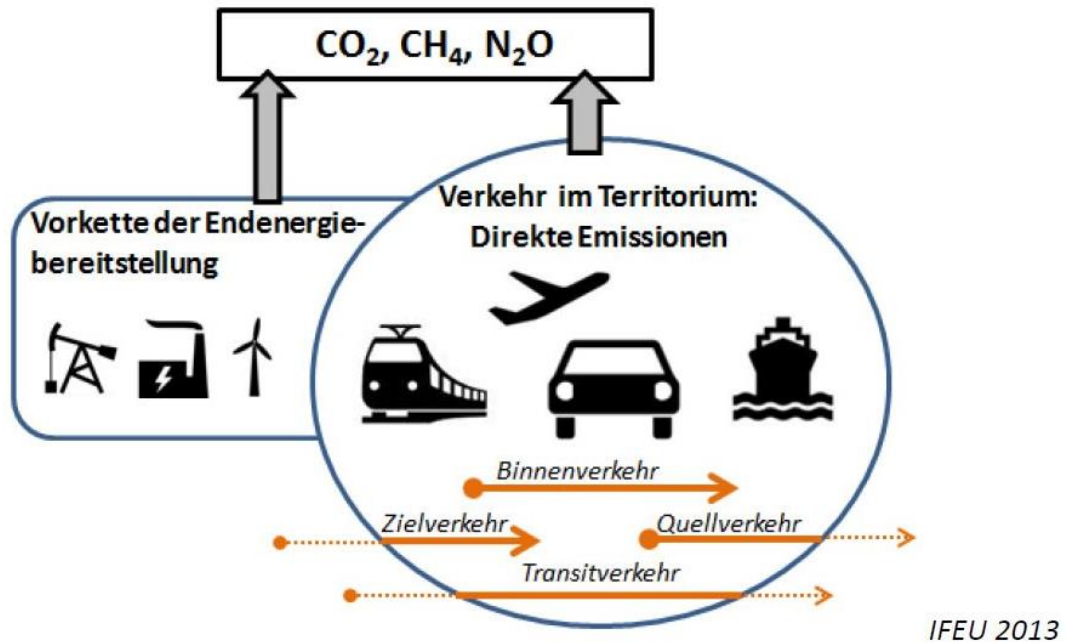 CO₂, CH₄, N₂O
Vorkette der Endenergie-
bereitstellung
Verkehr im Territorium:
Direkte Emissionen
Binnenverkehr
Zielverkehr
Quellverkehr
Transitverkehr
IFEU 2013